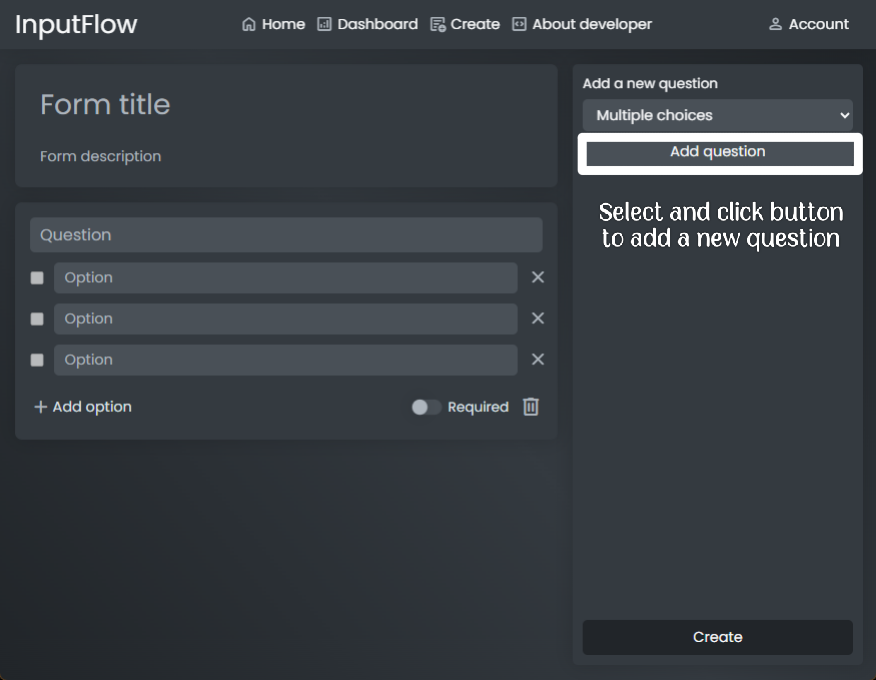 InputFlow
Home Dashboard Create About developer Account
Form title
Form description
Question
Option
Option
Option
Add option Required
Add a new question
Multiple choices
Add question
Select and click button
to add a new question
Create